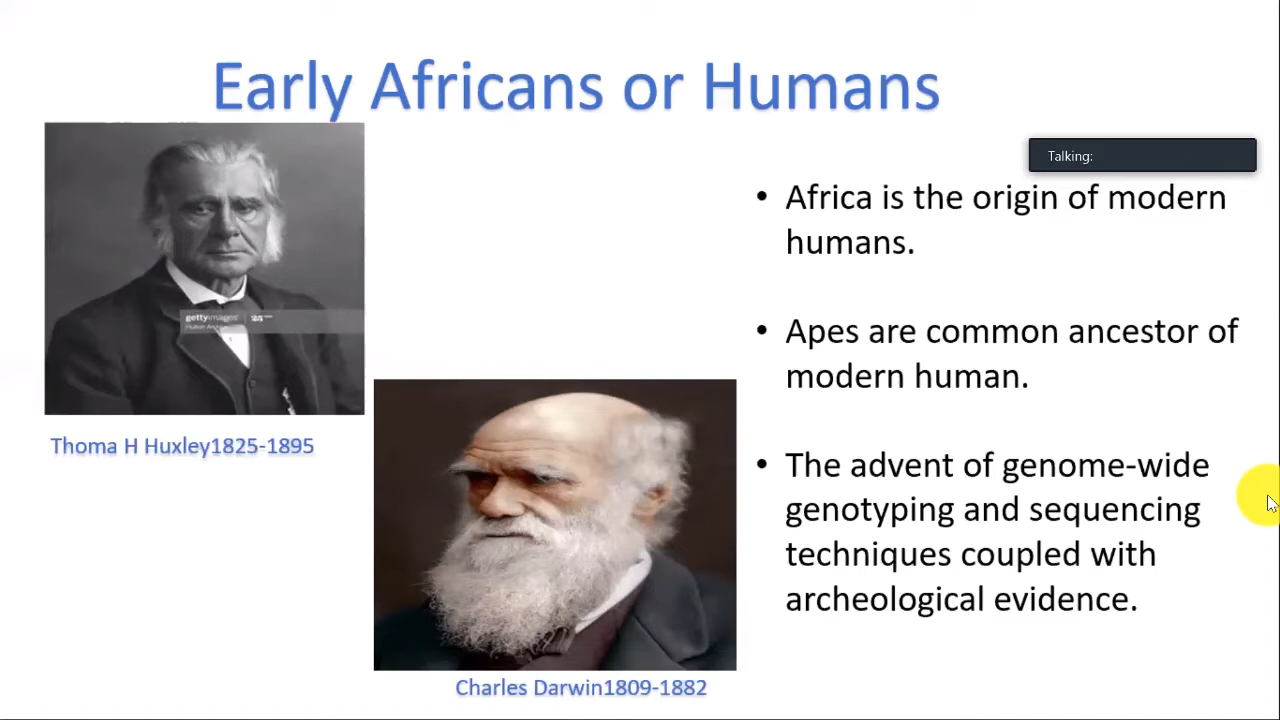 Early Africans or Humans
Talking:
• Africa is the origin of modern
humans.
• Apes are common ancestor of
modern human.
• The advent of genome-wide
genotyping and sequencing
techniques coupled with
archeological evidence.
gettyimages
Thoma H Huxley1825-1895
Charles Darwin1809-1882